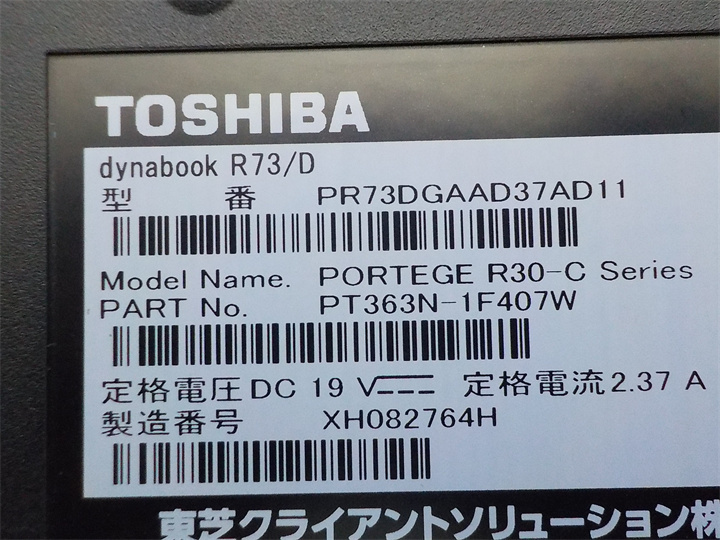 TOSHIBA
dynabook R73/D
型 番 PR73DGAAD37AD11
Model Name. PORTEGE R30-C Series
PART No. PT363N-1F407W
定格電圧 DC 19 V⎓ 定格電流 2.37 A
製造番号 XH082764H
東芝クライアントソリューション株